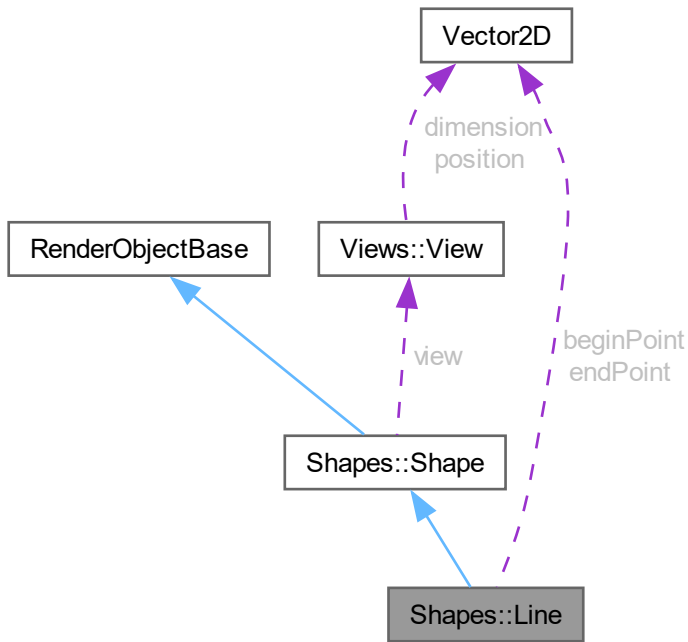 Vector2D
dimension
position
RenderObjectBase
Views::View
beginPoint
endPoint
view
Shapes::Shape
Shapes::Line